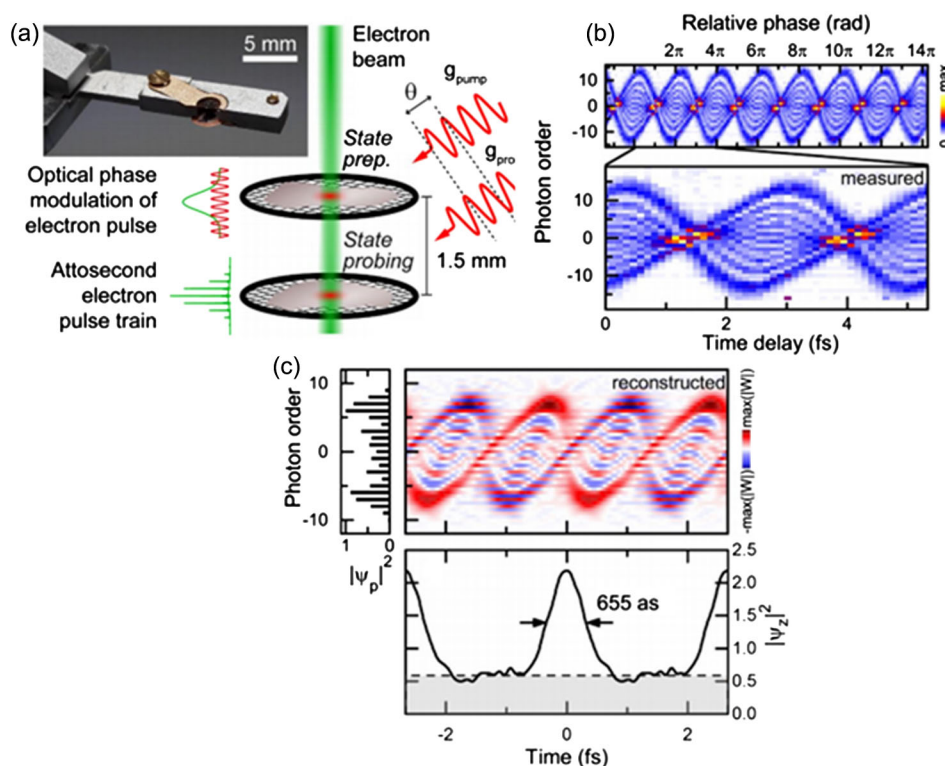 (a)
5 mm
Electron
beam
g_pump
θ
g_pro
State
prep.
Optical phase
modulation of
electron pulse
State
probing
1.5 mm
Attosecond
electron
pulse train
(b)
Relative phase (rad)
2π 4π 6π 8π 10π 12π 14π
10
0
-10
max
0
Photon order
measured
10
0
-10
0 2 4
Time delay (fs)
(c)
Photon order
10
0
-10
1 0
|ψ_p|²
reconstructed
-max(|W|) max(|W|)
655 as
2.5
2.0
1.5
1.0
0.5
0.0
|ψ_z|²
-2 0 2
Time (fs)